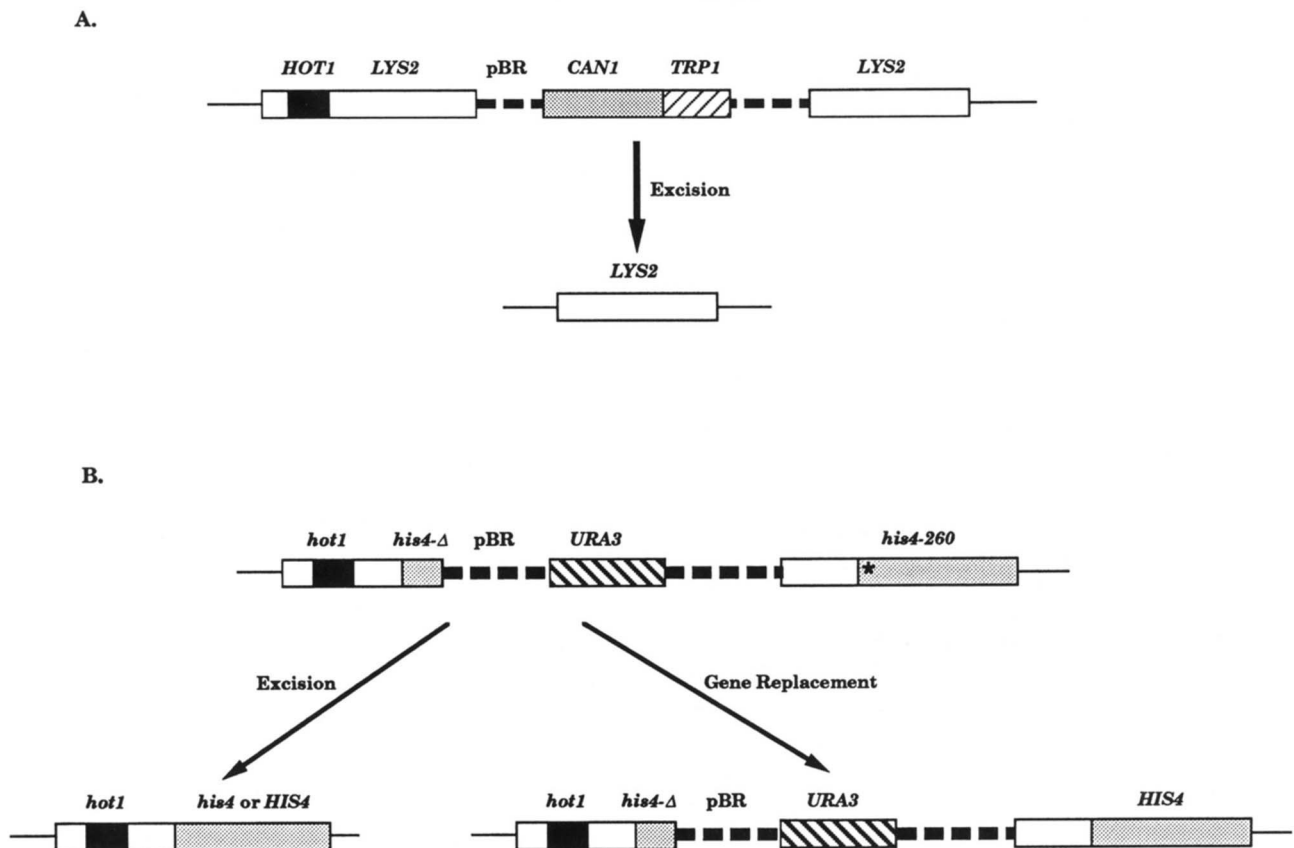 A.
HOT1 LYS2 pBR CAN1 TRP1 LYS2
Excision
LYS2
B.
hot1 his4-Δ pBR URA3 his4-260
*
Excision
Gene Replacement
hot1 his4 or HIS4 hot1 his4-Δ pBR URA3 HIS4